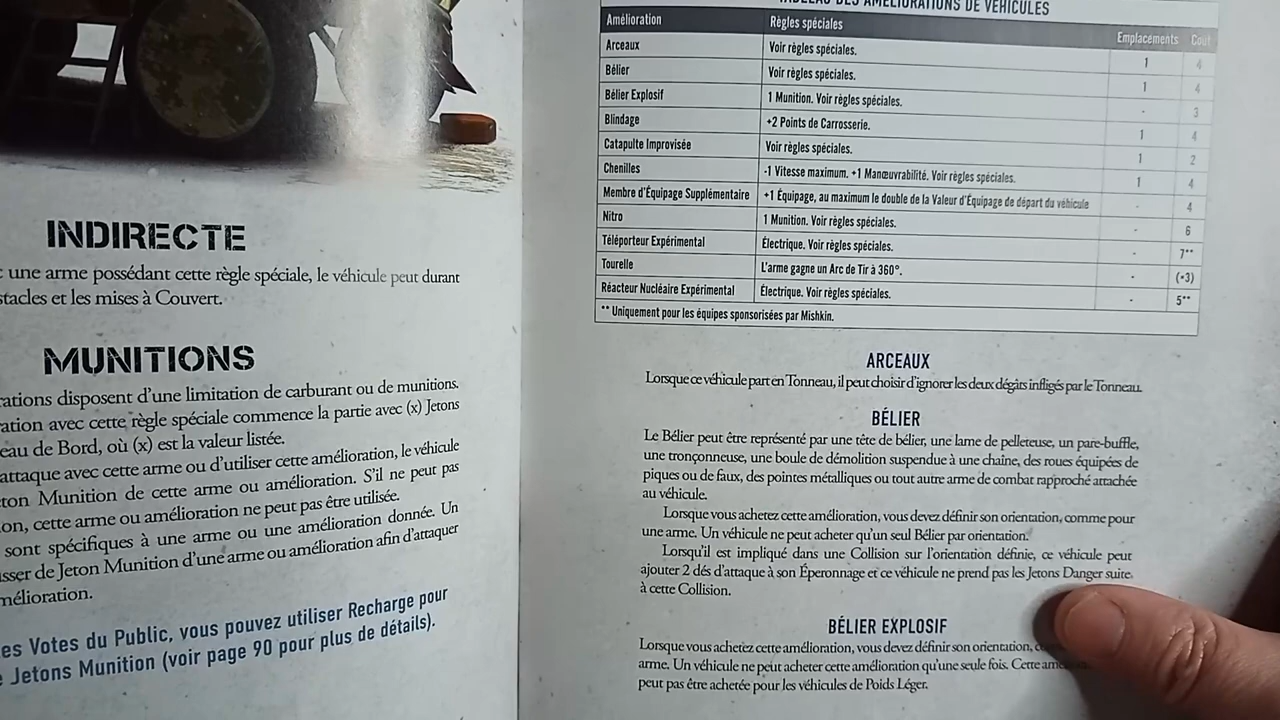 INDIRECTE
une arme possédant cette règle spéciale, le véhicule peut durant
stacles et les mises à Couvert.
MUNITIONS
rations disposent d'une limitation de carburant ou de munitions.
ration avec cette règle spéciale commence la partie avec (x) Jetons
eau de Bord, où (x) est la valeur listée.
attaque avec cette arme ou d'utiliser cette amélioration, le véhicule
ton Munition de cette arme ou amélioration. S'il ne peut pas
on, cette arme ou amélioration ne peut pas être utilisée.
sont spécifiques à une arme ou une amélioration donnée. Un
sser de Jeton Munition d'une arme ou amélioration afin d'attaquer
mélioration.
es Votes du Public, vous pouvez utiliser Recharge pour
Jetons Munition (voir page 90 pour plus de détails).
TABLEAU DES AMÉLIORATIONS DE VÉHICULES
Amélioration Règles spéciales Emplacements Coût
Arceaux Voir règles spéciales. 1 4
Bélier Voir règles spéciales. 1 4
Bélier Explosif 1 Munition. Voir règles spéciales. - 3
Blindage +2 Points de Carrosserie. 1 4
Catapulte Improvisée Voir règles spéciales. 1 2
Chenilles -1 Vitesse maximum. +1 Manœuvrabilité. Voir règles spéciales. 1 4
Membre d'Équipage Supplémentaire +1 Équipage, au maximum le double de la Valeur d'Équipage de départ du véhicule - 4
Nitro 1 Munition. Voir règles spéciales. - 6
Téléporteur Expérimental Électrique. Voir règles spéciales. - 7**
Tourelle L'arme gagne un Arc de Tir à 360°. - (•3)
Réacteur Nucléaire Expérimental Électrique. Voir règles spéciales. - 5**
** Uniquement pour les équipes sponsorisées par Mishkin.
ARCEAUX
Lorsque ce véhicule part en Tonneau, il peut choisir d'ignorer les deux dégâts infligés par le Tonneau.
BÉLIER
Le Bélier peut être représenté par une tête de bélier, une lame de pelleteuse, un pare-buffle,
une tronçonneuse, une boule de démolition suspendue à une chaîne, des roues équipées de
piques ou de faux, des pointes métalliques ou tout autre arme de combat rapproché attachée
au véhicule.
Lorsque vous achetez cette amélioration, vous devez définir son orientation, comme pour
une arme. Un véhicule ne peut acheter qu'un seul Bélier par orientation.
Lorsqu'il est impliqué dans une Collision sur l'orientation définie, ce véhicule peut
ajouter 2 dés d'attaque à son Éperonnage et ce véhicule ne prend pas les Jetons Danger suite
à cette Collision.
BÉLIER EXPLOSIF
Lorsque vous achetez cette amélioration, vous devez définir son orientation,
arme. Un véhicule ne peut acheter cette amélioration qu'une seule fois. Cette
peut pas être achetée pour les véhicules de Poids Léger.